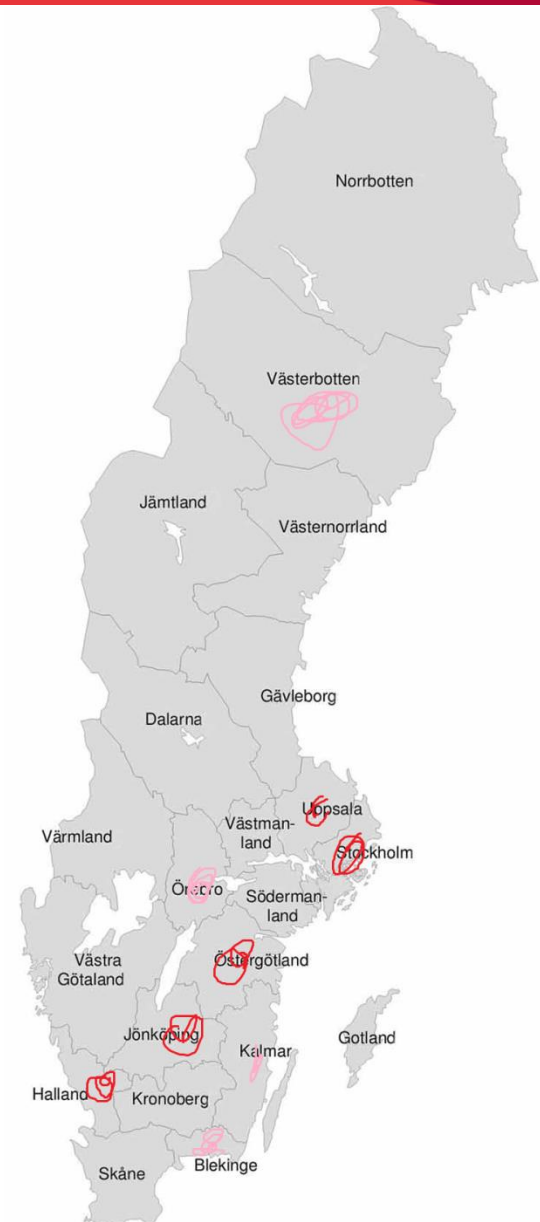 Norrbotten
Västerbotten
Jämtland
Västernorrland
Gävleborg
Dalarna
Uppsala
Västman-
land
Värmland
Stockholm
Örebro
Söderman-
land
Västra
Götaland
Östergötland
Jönköping
Gotland
Kalmar
Halland
Kronoberg
Blekinge
Skåne